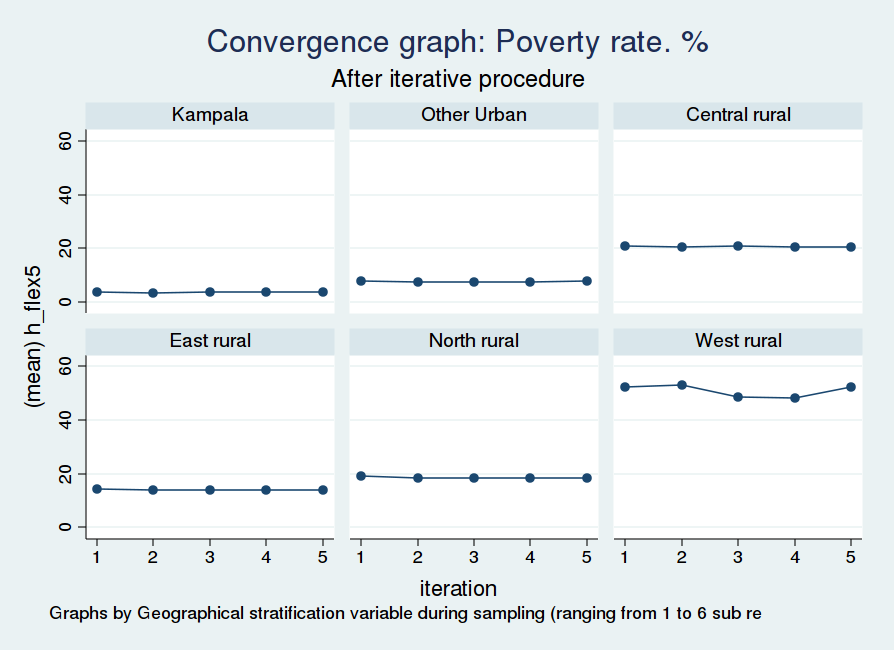 Convergence graph: Poverty rate. %
After iterative procedure
Kampala Other Urban Central rural
60
40
20
0
East rural North rural West rural
60
40
20
0
(mean) h_flex5
1 2 3 4 5 1 2 3 4 5 1 2 3 4 5
iteration
Graphs by Geographical stratification variable during sampling (ranging from 1 to 6 sub re